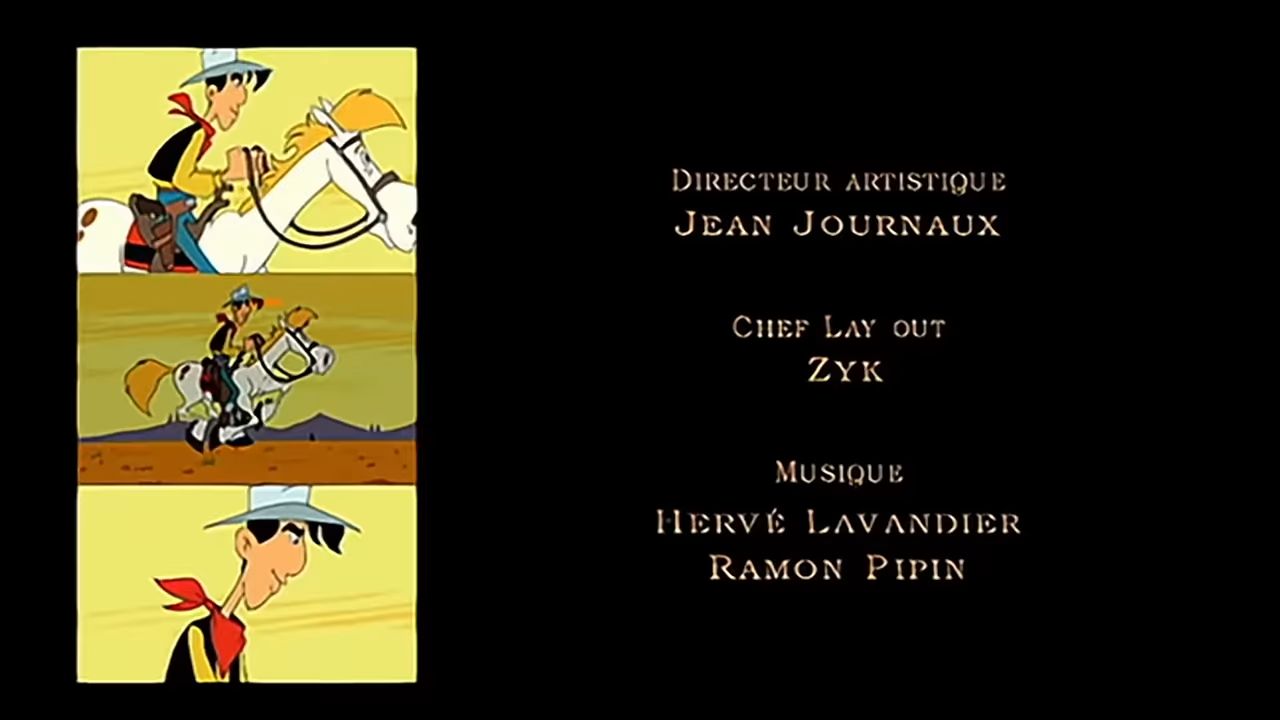 Directeur artistique
Jean Journaux
Chef Lay out
Zyk
Musique
Hervé Lavandier
Ramon Pipin